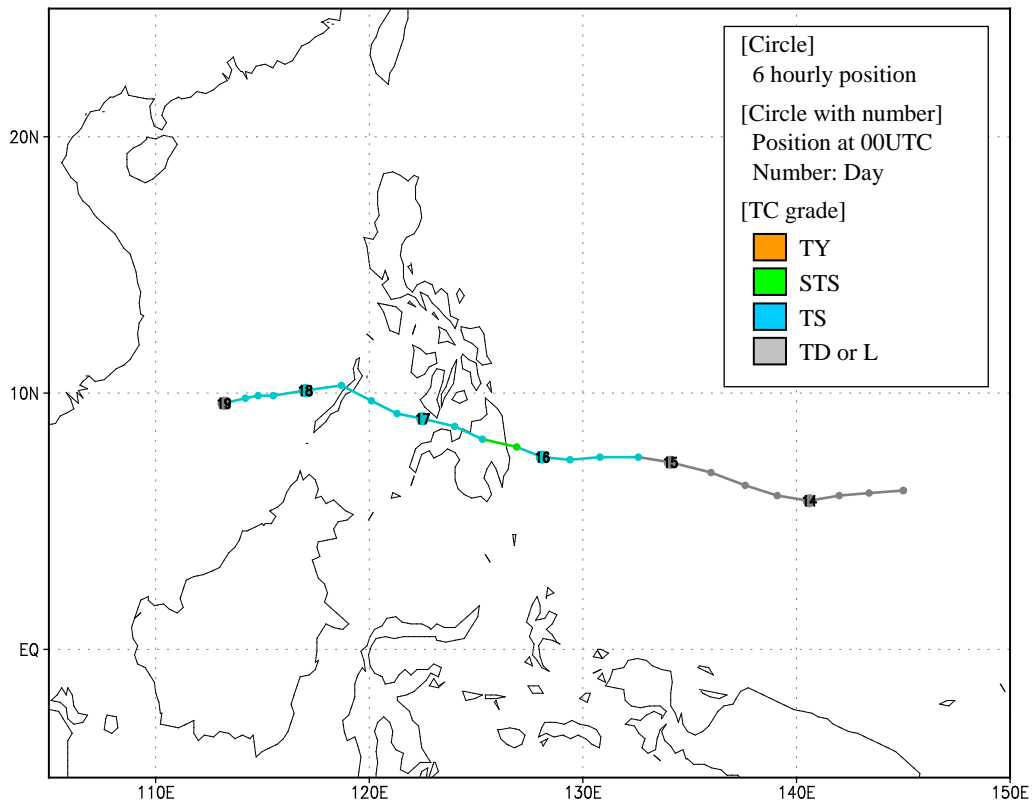 [Circle]
6 hourly position
[Circle with number]
Position at 00UTC
Number: Day
[TC grade]
TY
STS
TS
TD or L
20N
10N
EQ
19
18
17
16
15
14
110E
120E
130E
140E
150E